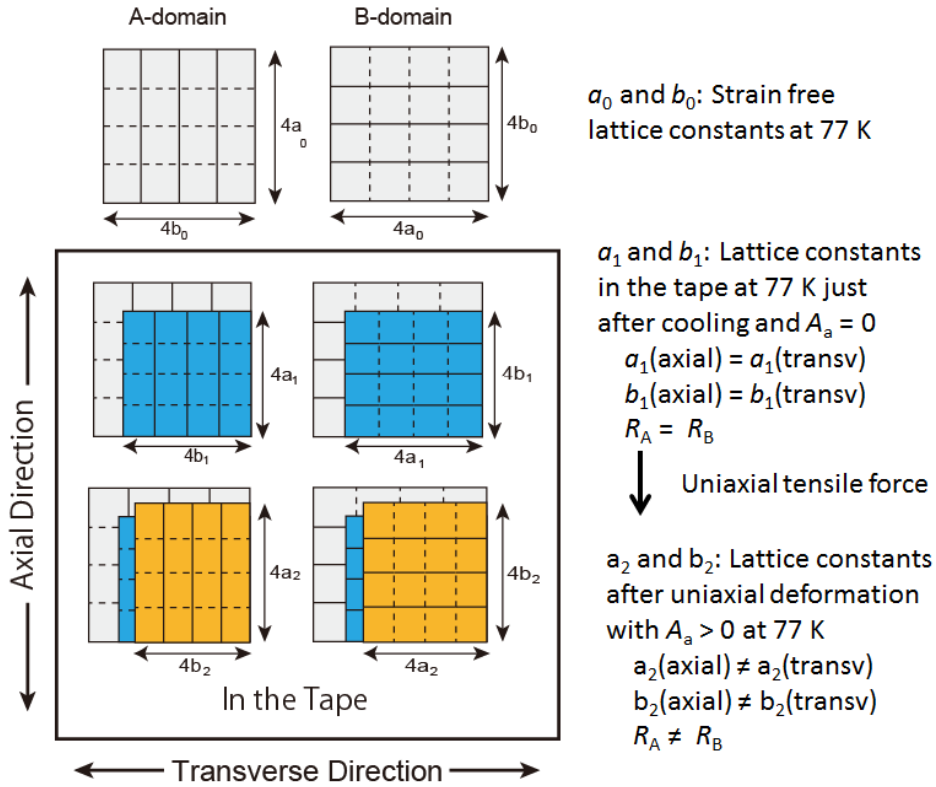 A-domain
B-domain
4a₀
4b₀
4b₀
4a₀
a₀ and b₀: Strain free
lattice constants at 77 K
Axial Direction
4a₁
4b₁
4b₁
4a₁
4a₂
4b₂
4b₂
4a₂
In the Tape
Transverse Direction
a₁ and b₁: Lattice constants
in the tape at 77 K just
after cooling and Aₐ = 0
a₁(axial) = a₁(transv)
b₁(axial) = b₁(transv)
R_A = R_B
Uniaxial tensile force
a₂ and b₂: Lattice constants
after uniaxial deformation
with Aₐ > 0 at 77 K
a₂(axial) ≠ a₂(transv)
b₂(axial) ≠ b₂(transv)
R_A ≠ R_B